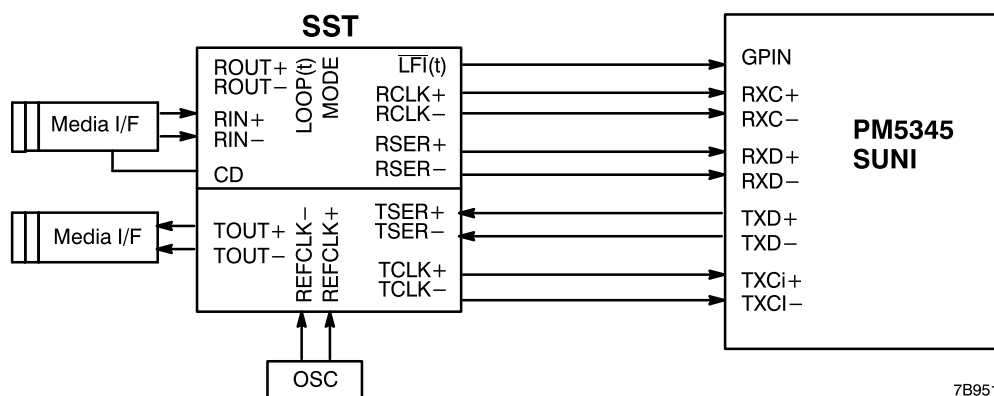 SST
ROUT+
ROUT−
LOOP(t)
MODE
LFI(t)
RIN+
RIN−
RCLK+
RCLK−
RSER+
RSER−
CD
Media I/F
Media I/F
TOUT+
TOUT−
REFCLK−
REFCLK+
TSER+
TSER−
TCLK+
TCLK−
OSC
GPIN
RXC+
RXC−
RXD+
RXD−
TXD+
TXD−
TXCi+
TXCI−
PM5345
SUNI
7B951